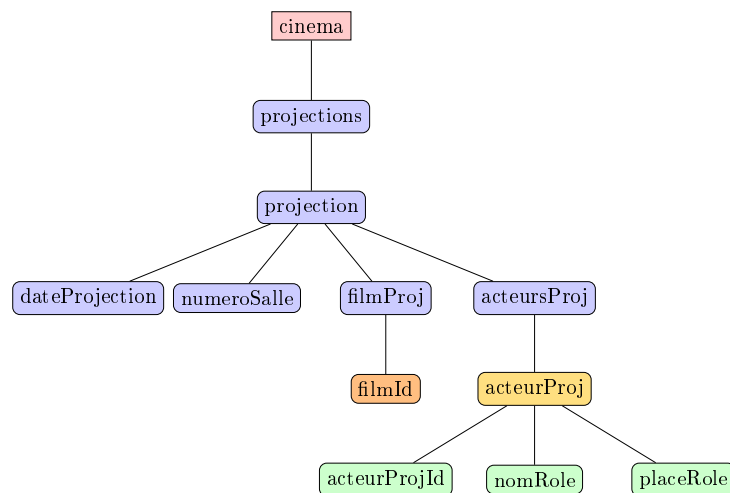 cinema
projections
projection
dateProjection
numeroSalle
filmProj
acteursProj
filmId
acteurProj
acteurProjId
nomRole
placeRole